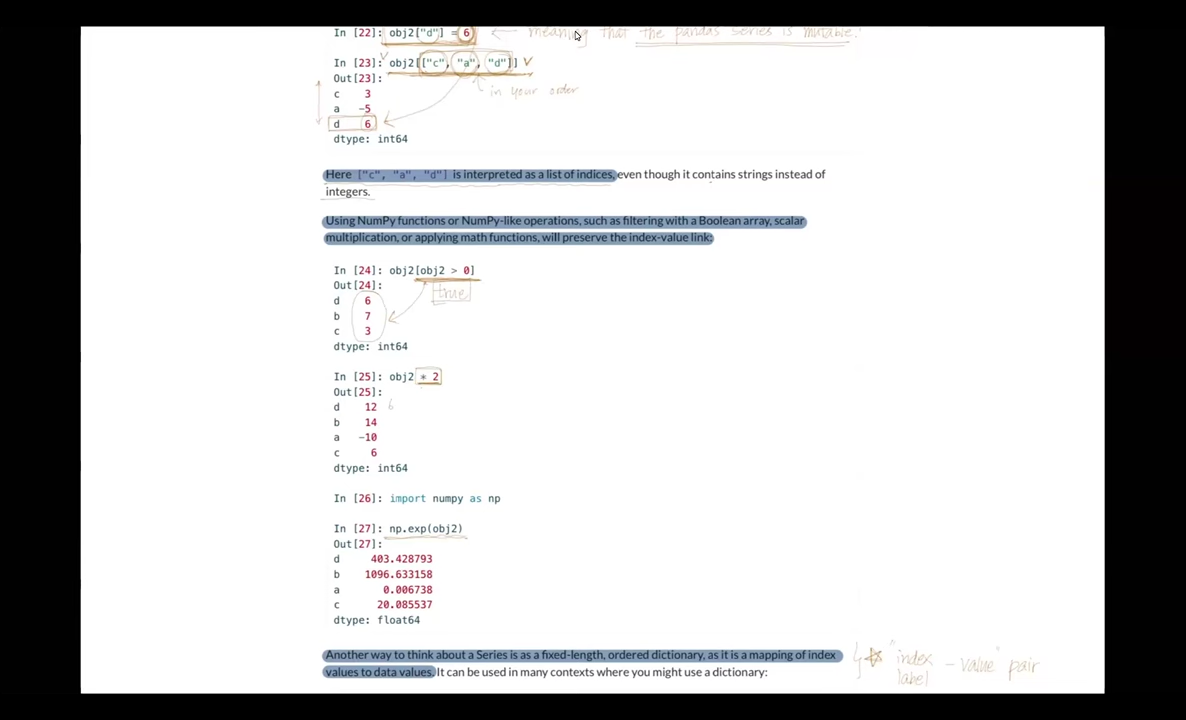 In [22]: obj2["d"] = 6 ← meaning that the pandas Series is mutable.
In [23]: obj2[["c", "a", "d"]]
Out[23]:
in your order
c 3
a -5
d 6
dtype: int64
Here ["c", "a", "d"] is interpreted as a list of indices, even though it contains strings instead of
integers.
Using NumPy functions or NumPy-like operations, such as filtering with a Boolean array, scalar
multiplication, or applying math functions, will preserve the index-value link:
In [24]: obj2[obj2 > 0]
Out[24]:
true
d 6
b 7
c 3
dtype: int64
In [25]: obj2 * 2
Out[25]:
d 12 6
b 14
a -10
c 6
dtype: int64
In [26]: import numpy as np
In [27]: np.exp(obj2)
Out[27]:
d 403.428793
b 1096.633158
a 0.006738
c 20.085537
dtype: float64
Another way to think about a Series is as a fixed-length, ordered dictionary, as it is a mapping of index
values to data values. It can be used in many contexts where you might use a dictionary:
"index - value" pair
label